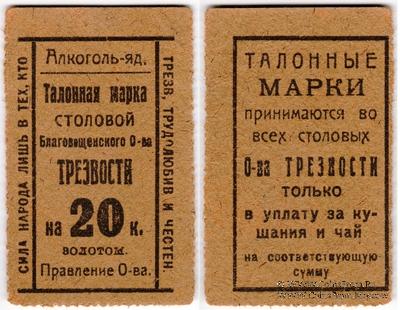 СИЛА НАРОДА ЛИШЬ В ТЕХ, КТО
Алкоголь-яд.
Талонная марка
СТОЛОВОЙ
Благовещенского О-ва
ТРЕЗВОСТИ
на 20 к.
золотом.
Правление О-ва.
ТРЕЗВ, ТРУДОЛЮБИВ И ЧЕСТЕН
ТАЛОННЫЕ
МАРКИ
принимаются во
всех столовых
О-ва ТРЕЗВОСТИ
только
в уплату за ку-
шания и чай
на соответствующую
сумму